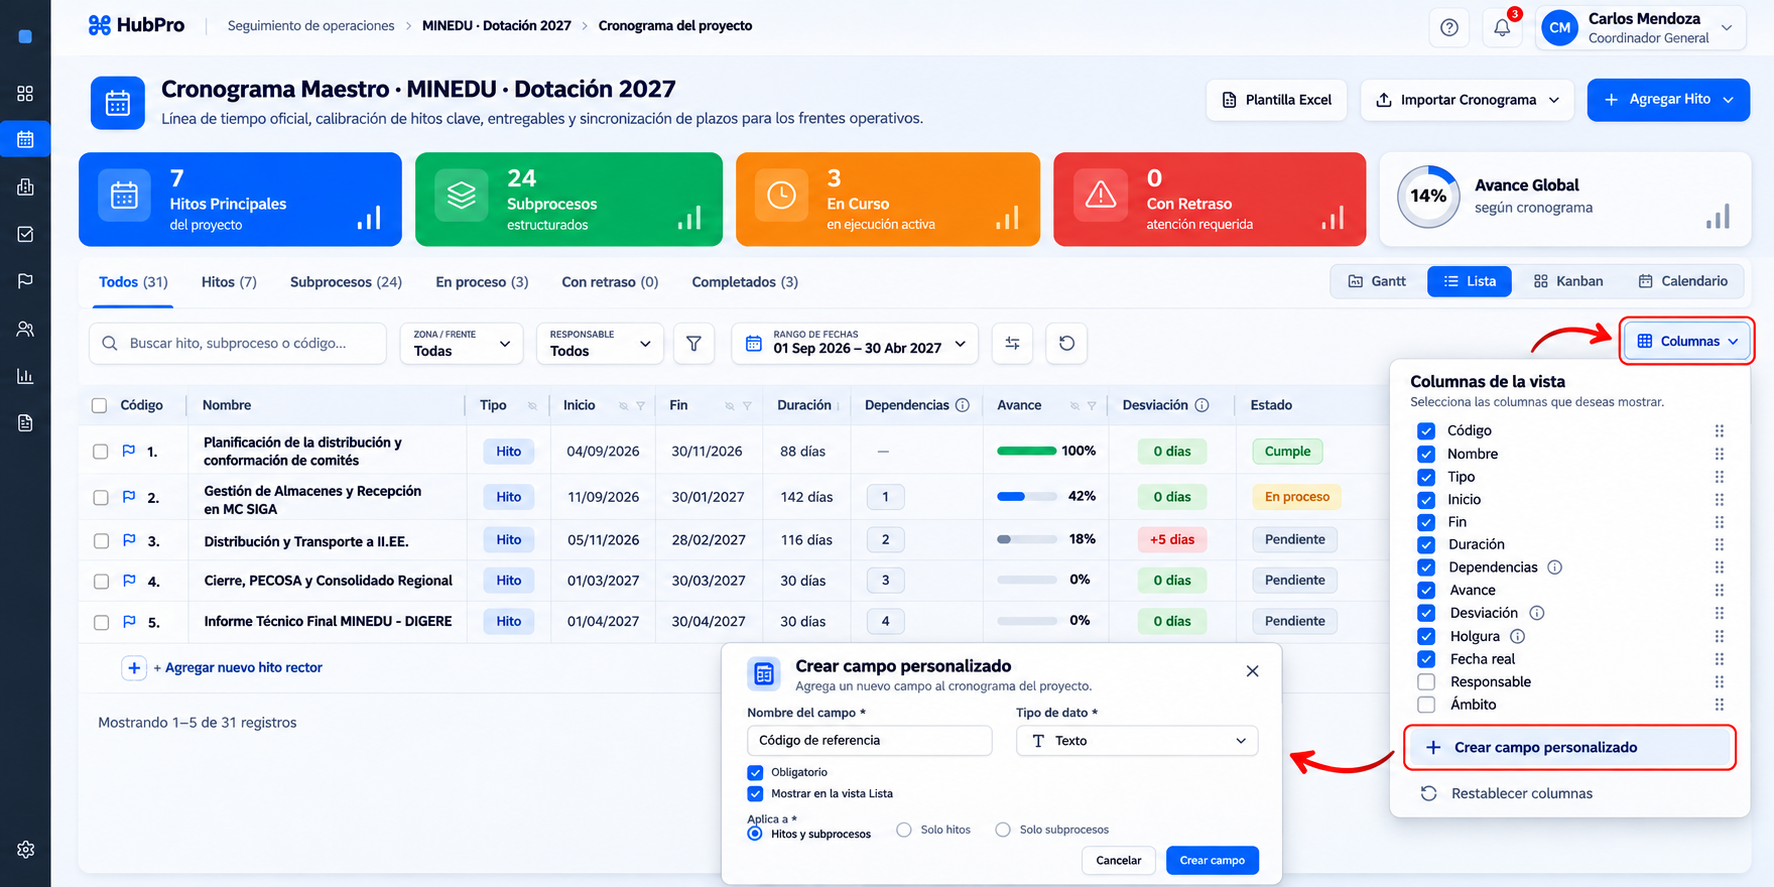 HubPro
Seguimiento de operaciones > MINEDU · Dotación 2027 > Cronograma del proyecto
3
CM
Carlos Mendoza
Coordinador General
Cronograma Maestro · MINEDU · Dotación 2027
Línea de tiempo oficial, calibración de hitos clave, entregables y sincronización de plazos para los frentes operativos.
Plantilla Excel
Importar Cronograma
+ Agregar Hito
7
Hitos Principales
del proyecto
24
Subprocesos
estructurados
3
En Curso
en ejecución activa
0
Con Retraso
atención requerida
14%
Avance Global
según cronograma
Todos (31)
Hitos (7)
Subprocesos (24)
En proceso (3)
Con retraso (0)
Completados (3)
Gantt
Lista
Kanban
Calendario
Buscar hito, subproceso o código...
ZONA / FRENTE
Todas
RESPONSABLE
Todos
RANGO DE FECHAS
01 Sep 2026 – 30 Abr 2027
Columnas
Código Nombre Tipo Inicio Fin Duración Dependencias Avance Desviación Estado
1. Planificación de la distribución y
conformación de comités
Hito 04/09/2026 30/11/2026 88 días — 100% 0 días Cumple
2. Gestión de Almacenes y Recepción
en MC SIGA
Hito 11/09/2026 30/01/2027 142 días 1 42% 0 días En proceso
3. Distribución y Transporte a II.EE. Hito 05/11/2026 28/02/2027 116 días 2 18% +5 días Pendiente
4. Cierre, PECOSA y Consolidado Regional Hito 01/03/2027 30/03/2027 30 días 3 0% 0 días Pendiente
5. Informe Técnico Final MINEDU - DIGERE Hito 01/04/2027 30/04/2027 30 días 4 0% 0 días Pendiente
+ + Agregar nuevo hito rector
Mostrando 1–5 de 31 registros
Columnas de la vista
Selecciona las columnas que deseas mostrar.
Código
Nombre
Tipo
Inicio
Fin
Duración
Dependencias
Avance
Desviación
Holgura
Fecha real
Responsable
Ámbito
+ Crear campo personalizado
Restablecer columnas
Crear campo personalizado
Agrega un nuevo campo al cronograma del proyecto.
Nombre del campo *
Código de referencia
Tipo de dato *
T Texto
Obligatorio
Mostrar en la vista Lista
Aplica a *
Hitos y subprocesos
Solo hitos
Solo subprocesos
Cancelar
Crear campo